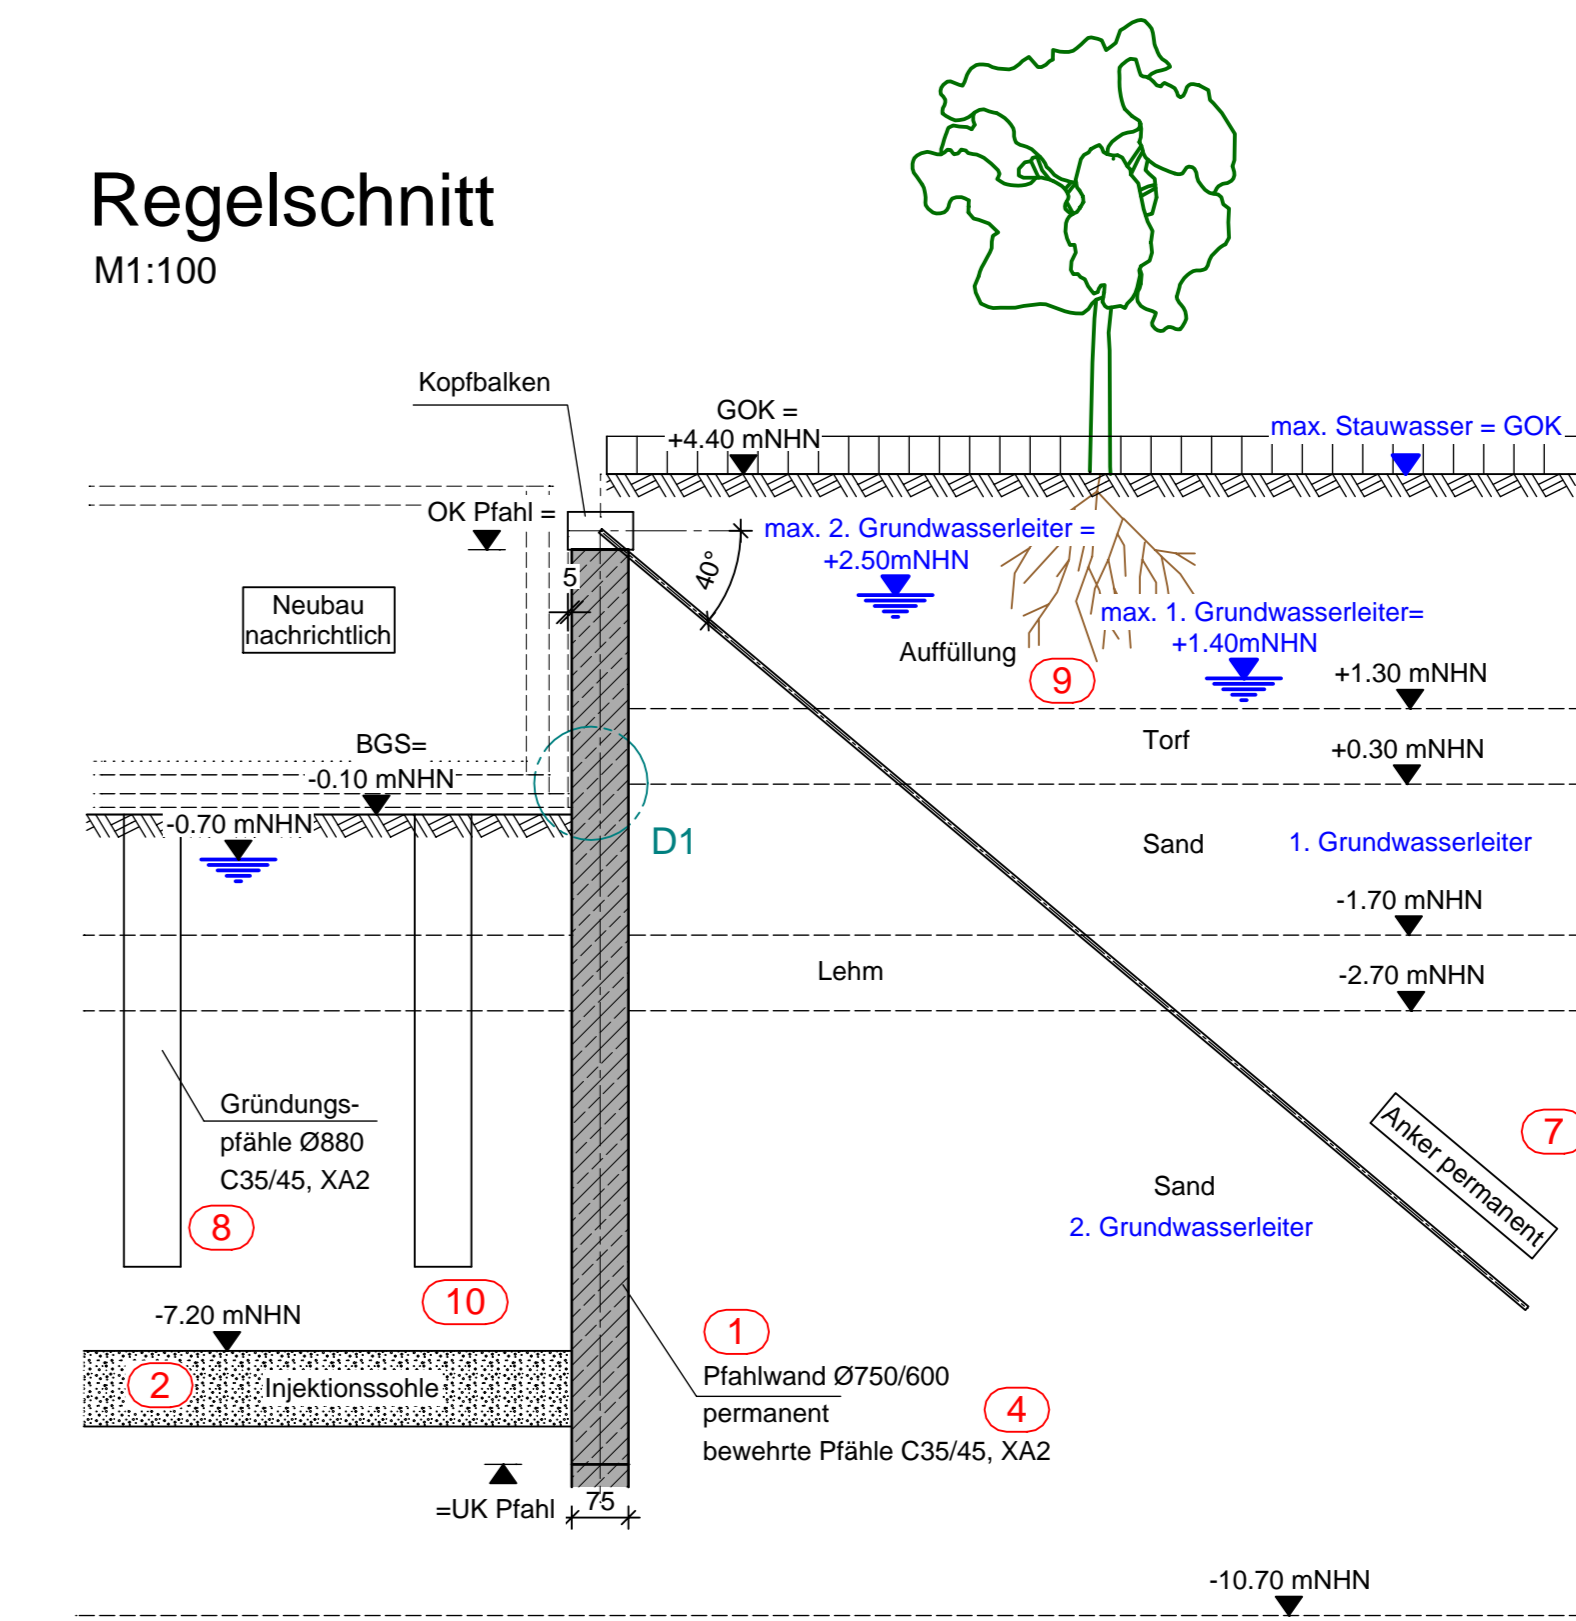 Regelschnitt
M1:100
Kopfbalken
GOK =
+4.40 mNHN
max. Stauwasser = GOK
OK Pfahl =
max. 2. Grundwasserleiter =
+2.50mNHN
40°
5
Neubau
nachrichtlich
max. 1. Grundwasserleiter=
+1.40mNHN
Auffüllung
9
+1.30 mNHN
Torf
+0.30 mNHN
BGS=
-0.10 mNHN
-0.70 mNHN
D1
Sand
1. Grundwasserleiter
-1.70 mNHN
Lehm
-2.70 mNHN
Gründungs-
pfähle Ø880
C35/45, XA2
8
Anker permanent
7
Sand
2. Grundwasserleiter
10
-7.20 mNHN
2
Injektionssohle
1
Pfahlwand Ø750/600
permanent
4
bewehrte Pfähle C35/45, XA2
=UK Pfahl
75
-10.70 mNHN